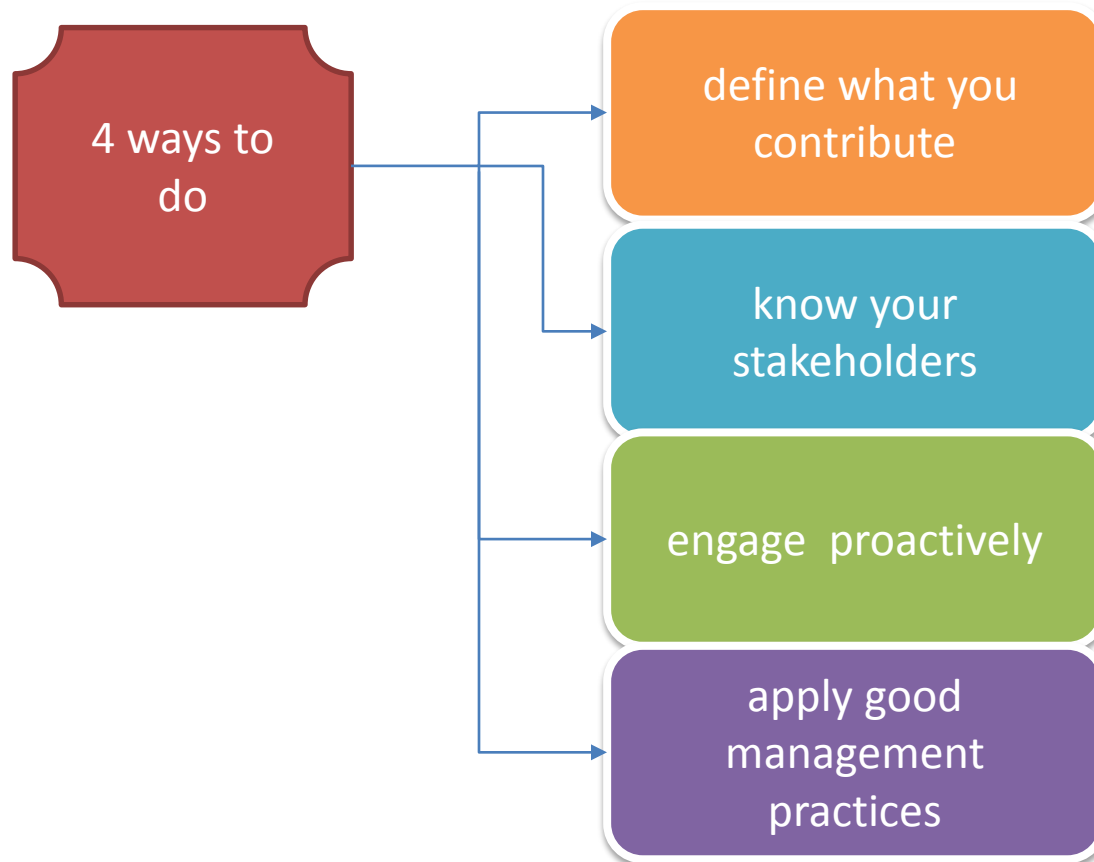 4 ways to
do
define what you
contribute
know your
stakeholders
engage  proactively
apply good
management
practices